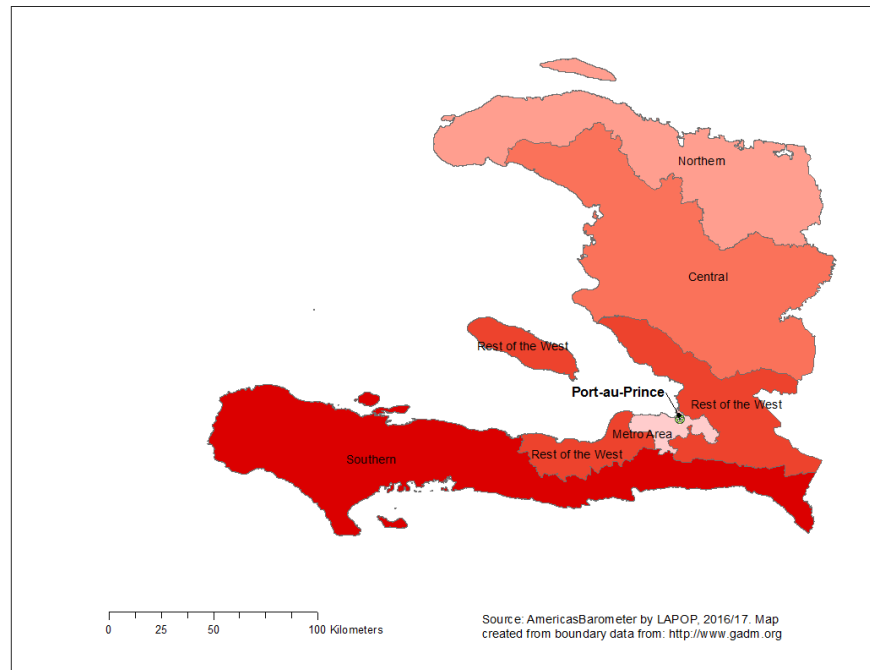 Northern
Central
Rest of the West
Port-au-Prince
Rest of the West
Metro Area
Rest of the West
Southern
0 25 50 100 Kilometers
Source: AmericasBarometer by LAPOP, 2016/17. Map
created from boundary data from: http://www.gadm.org